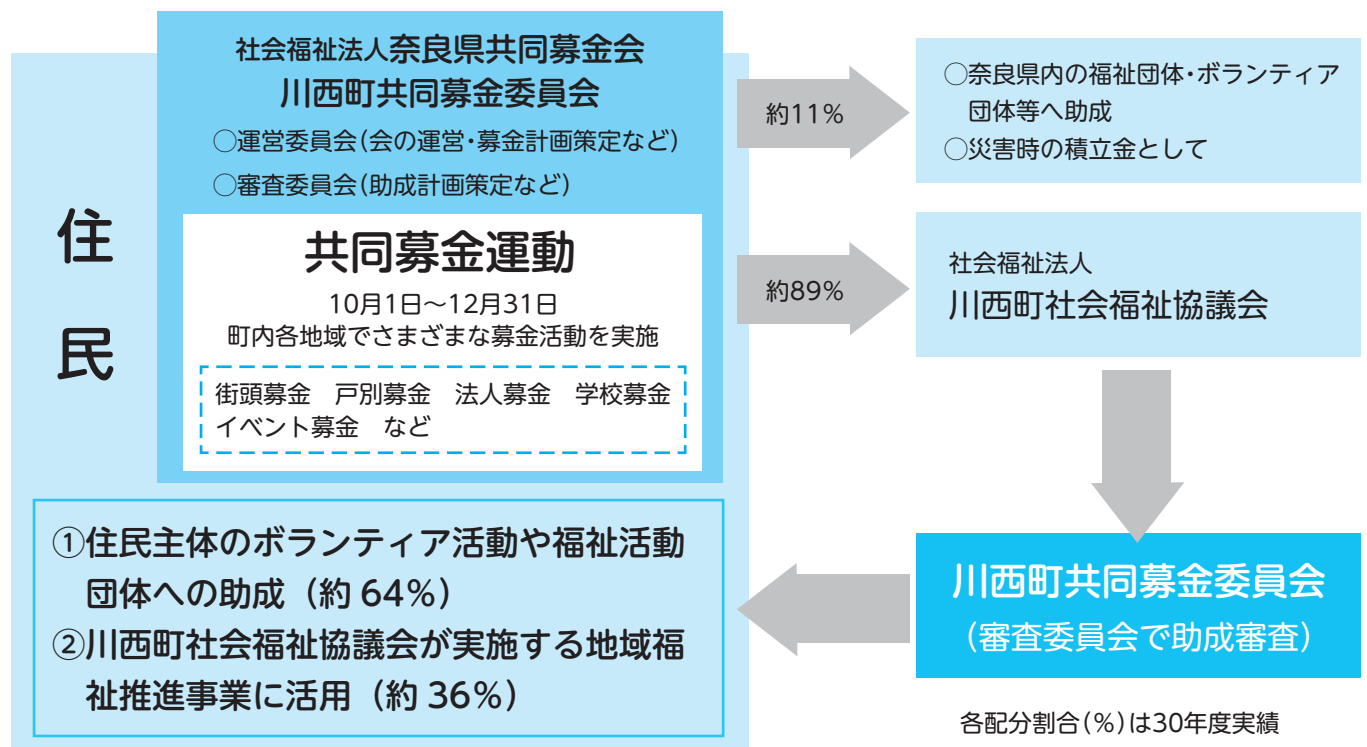 住民
社会福祉法人奈良県共同募金会
川西町共同募金委員会
○運営委員会(会の運営・募金計画策定など)
○審査委員会(助成計画策定など)
共同募金運動
10月1日〜12月31日
町内各地域でさまざまな募金活動を実施
街頭募金　戸別募金　法人募金　学校募金
イベント募金　など
約11%
○奈良県内の福祉団体・ボランティア
団体等へ助成
○災害時の積立金として
約89%
社会福祉法人
川西町社会福祉協議会
川西町共同募金委員会
(審査委員会で助成審査)
①住民主体のボランティア活動や福祉活動
団体への助成(約 64%)
②川西町社会福祉協議会が実施する地域福
祉推進事業に活用(約 36%)
各配分割合(%)は30年度実績